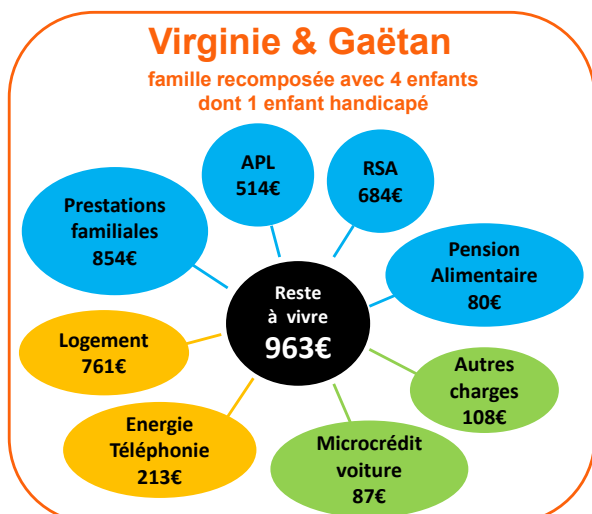 Virginie & Gaëtan
famille recomposée avec 4 enfants
dont 1 enfant handicapé
APL
514€
RSA
684€
Prestations
familiales
854€
Pension
Alimentaire
80€
Reste
à vivre
963€
Logement
761€
Autres
charges
108€
Energie
Téléphonie
213€
Microcrédit
voiture
87€